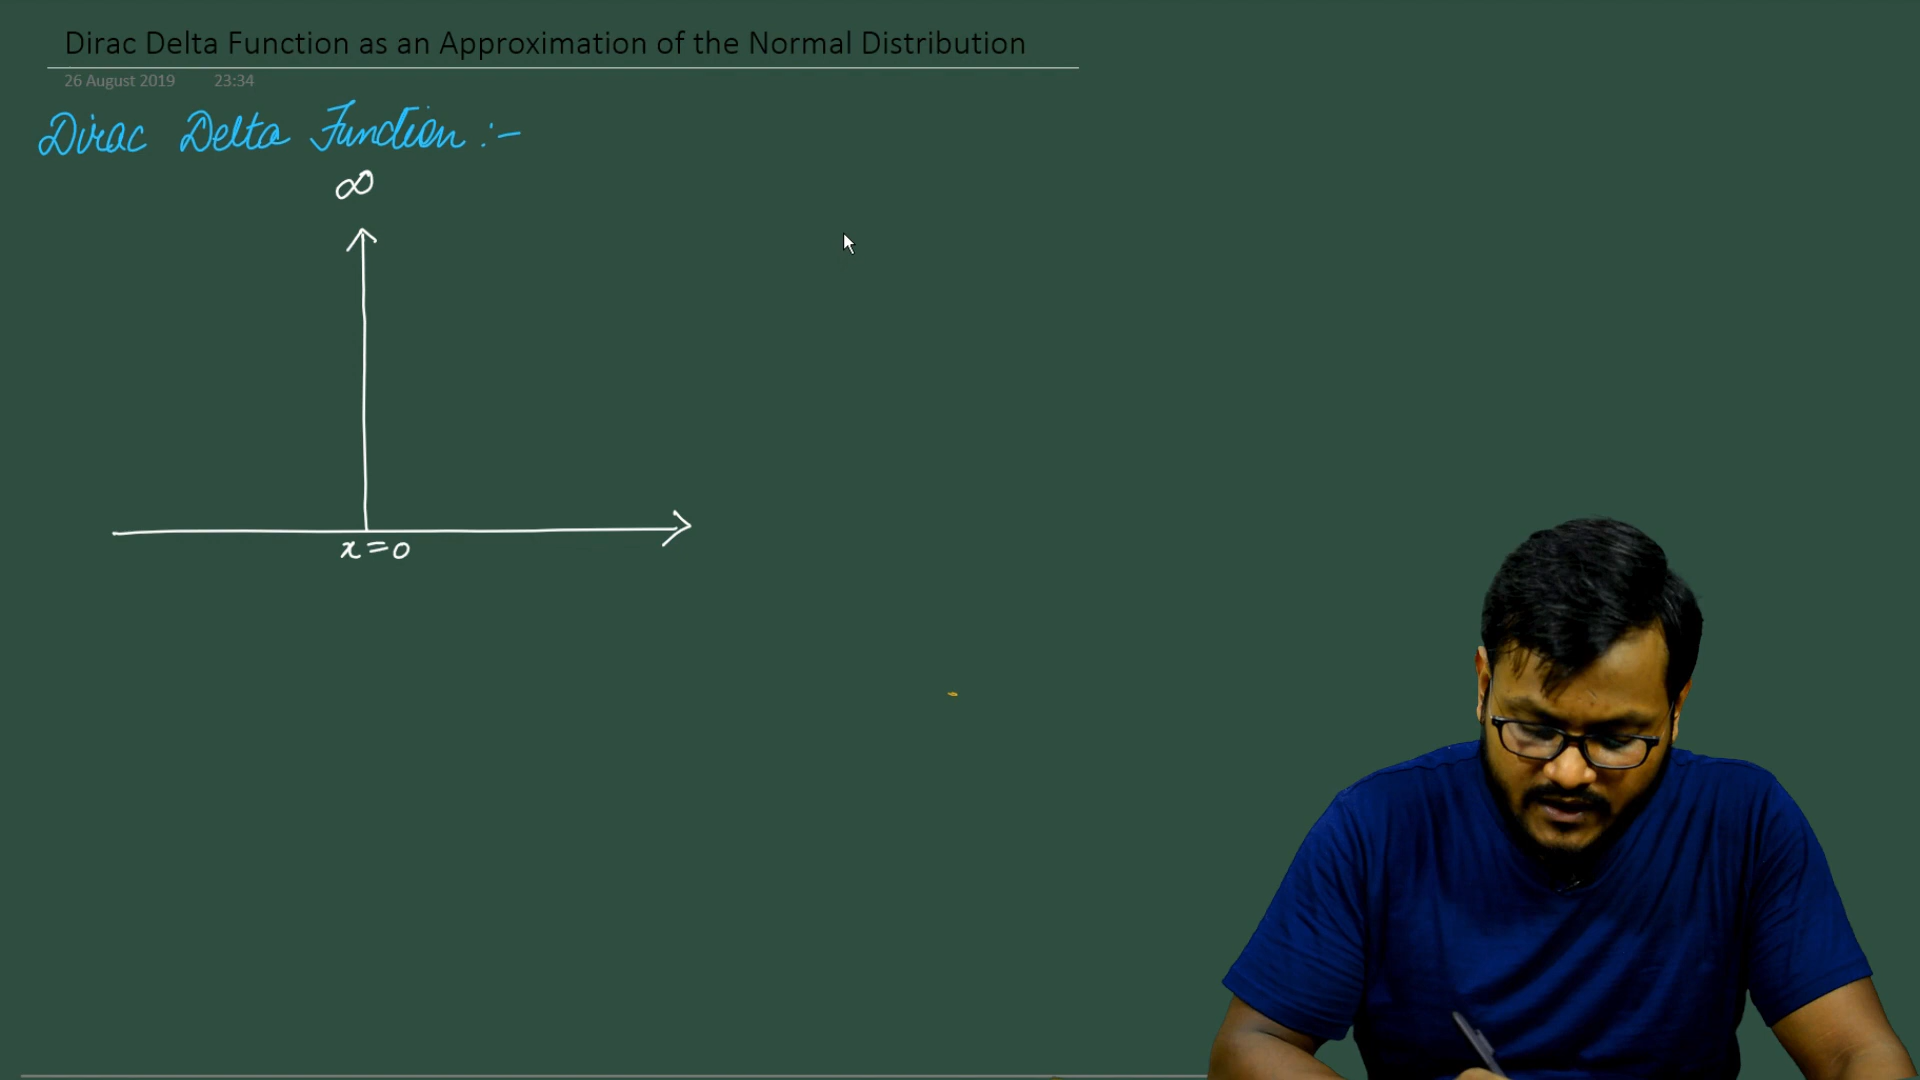 Dirac Delta Function as an Approximation of the Normal Distribution
26 August 2019 23:34
Dirac Delta Function :-
∞
x=0